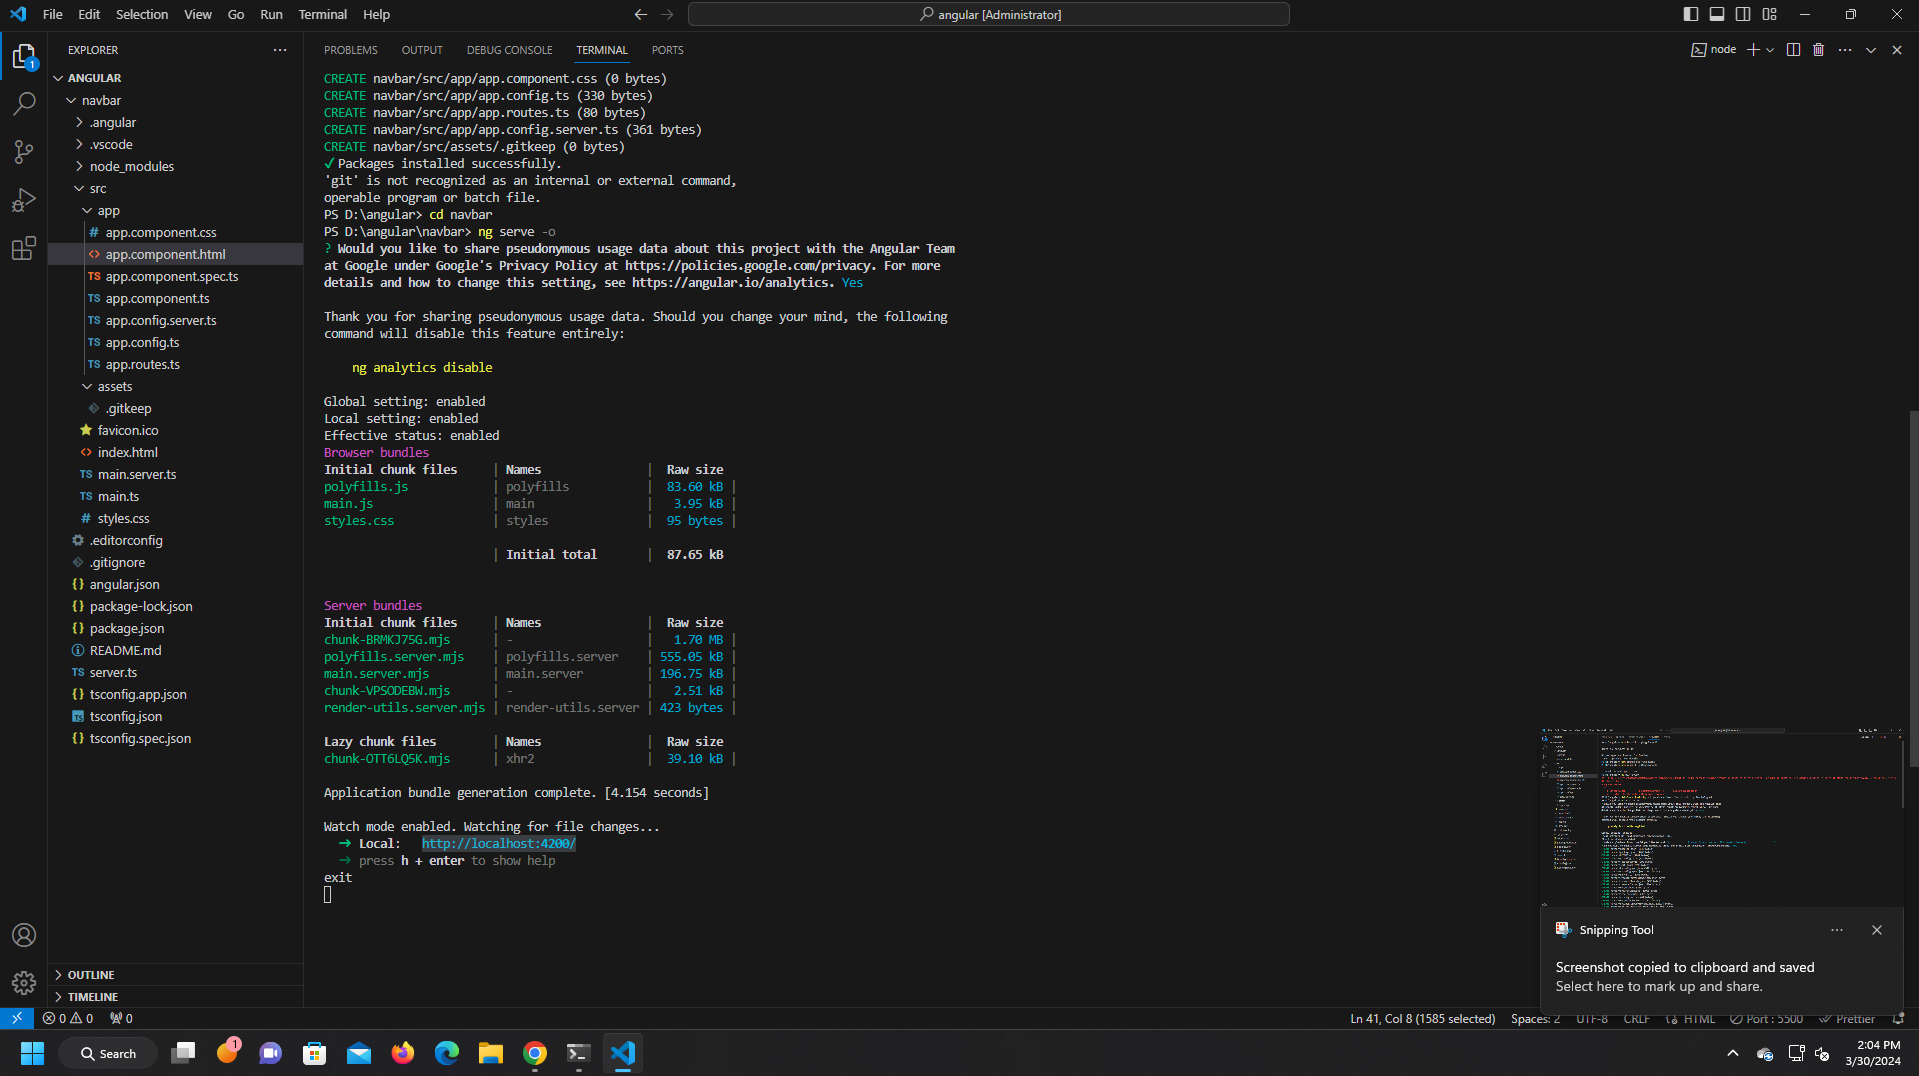 File Edit Selection View Go Run Terminal Help
angular [Administrator]
EXPLORER
1
ANGULAR
navbar
.angular
.vscode
node_modules
src
app
# app.component.css
<> app.component.html
TS app.component.spec.ts
TS app.component.ts
TS app.config.server.ts
TS app.config.ts
TS app.routes.ts
assets
.gitkeep
favicon.ico
<> index.html
TS main.server.ts
TS main.ts
# styles.css
.editorconfig
.gitignore
{} angular.json
{} package-lock.json
{} package.json
README.md
TS server.ts
{} tsconfig.app.json
TS tsconfig.json
{} tsconfig.spec.json
OUTLINE
TIMELINE
PROBLEMS OUTPUT DEBUG CONSOLE TERMINAL PORTS
node
CREATE navbar/src/app/app.component.css (0 bytes)
CREATE navbar/src/app/app.config.ts (330 bytes)
CREATE navbar/src/app/app.routes.ts (80 bytes)
CREATE navbar/src/app/app.config.server.ts (361 bytes)
CREATE navbar/src/assets/.gitkeep (0 bytes)
✓ Packages installed successfully.
'git' is not recognized as an internal or external command,
operable program or batch file.
PS D:\angular> cd navbar
PS D:\angular\navbar> ng serve -o
? Would you like to share pseudonymous usage data about this project with the Angular Team
at Google under Google's Privacy Policy at https://policies.google.com/privacy. For more
details and how to change this setting, see https://angular.io/analytics. Yes
Thank you for sharing pseudonymous usage data. Should you change your mind, the following
command will disable this feature entirely:
ng analytics disable
Global setting: enabled
Local setting: enabled
Effective status: enabled
Browser bundles
Initial chunk files | Names | Raw size
polyfills.js | polyfills | 83.60 kB |
main.js | main | 3.95 kB |
styles.css | styles | 95 bytes |
| Initial total | 87.65 kB
Server bundles
Initial chunk files | Names | Raw size
chunk-BRMKJ75G.mjs | - | 1.70 MB |
polyfills.server.mjs | polyfills.server | 555.05 kB |
main.server.mjs | main.server | 196.75 kB |
chunk-VPSODEBW.mjs | - | 2.51 kB |
render-utils.server.mjs | render-utils.server | 423 bytes |
Lazy chunk files | Names | Raw size
chunk-OTT6LQ5K.mjs | xhr2 | 39.10 kB |
Application bundle generation complete. [4.154 seconds]
Watch mode enabled. Watching for file changes...
➜ Local: http://localhost:4200/
➜ press h + enter to show help
exit
Snipping Tool
Screenshot copied to clipboard and saved
Select here to mark up and share.
0 0 0
Ln 41, Col 8 (1585 selected) Spaces: 2 UTF-8 CRLF HTML Port : 5500 Prettier
Search
1
2:04 PM
3/30/2024